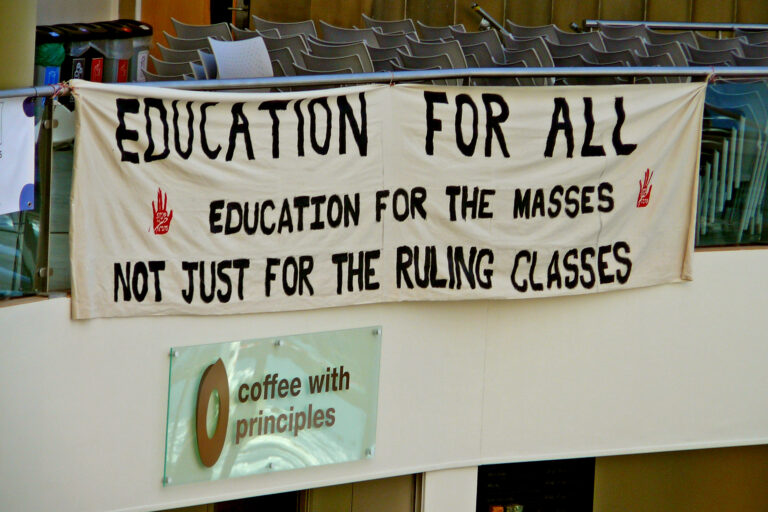 EDUCATION FOR ALL
EDUCATION FOR THE MASSES
NOT JUST FOR THE RULING CLASSES
coffee with
principles